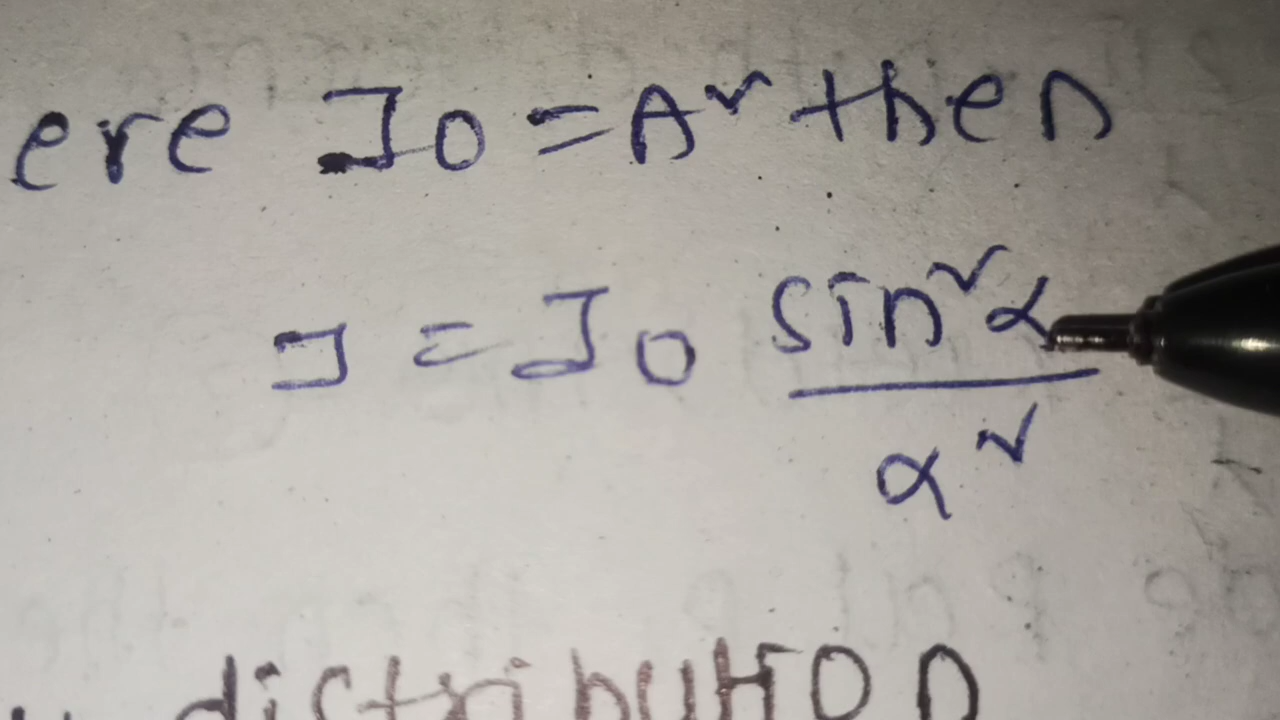 ere I₀ = A² then
I = I₀ sin²α / α²
distribution